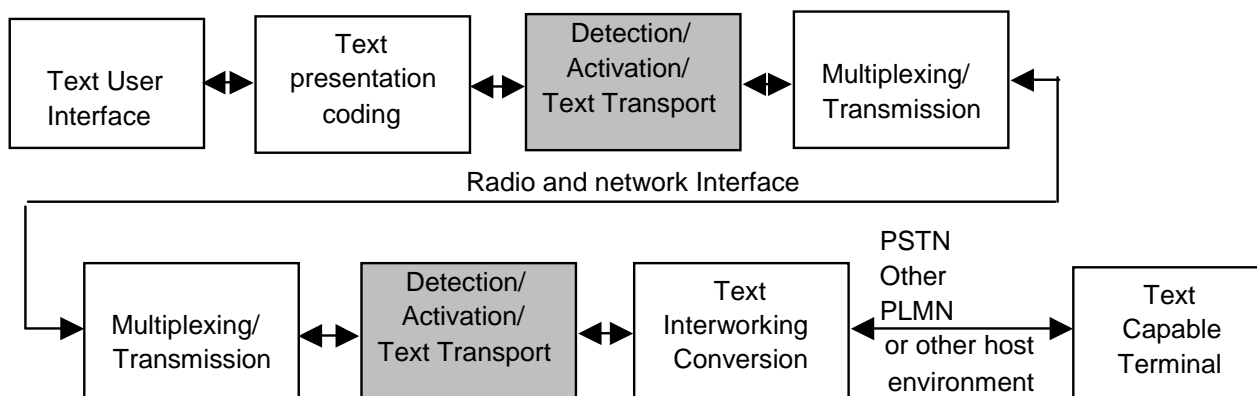 Text User
Interface
Text
presentation
coding
Detection/
Activation/
Text Transport
Multiplexing/
Transmission
Radio and network Interface
Multiplexing/
Transmission
Detection/
Activation/
Text Transport
Text
Interworking
Conversion
PSTN
Other
PLMN
or other host
environment
Text
Capable
Terminal